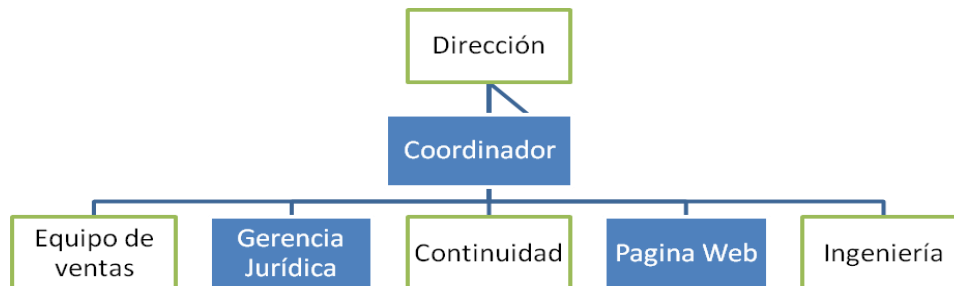 Dirección
Coordinador
Equipo de
ventas
Gerencia
Jurídica
Continuidad
Pagina Web
Ingeniería